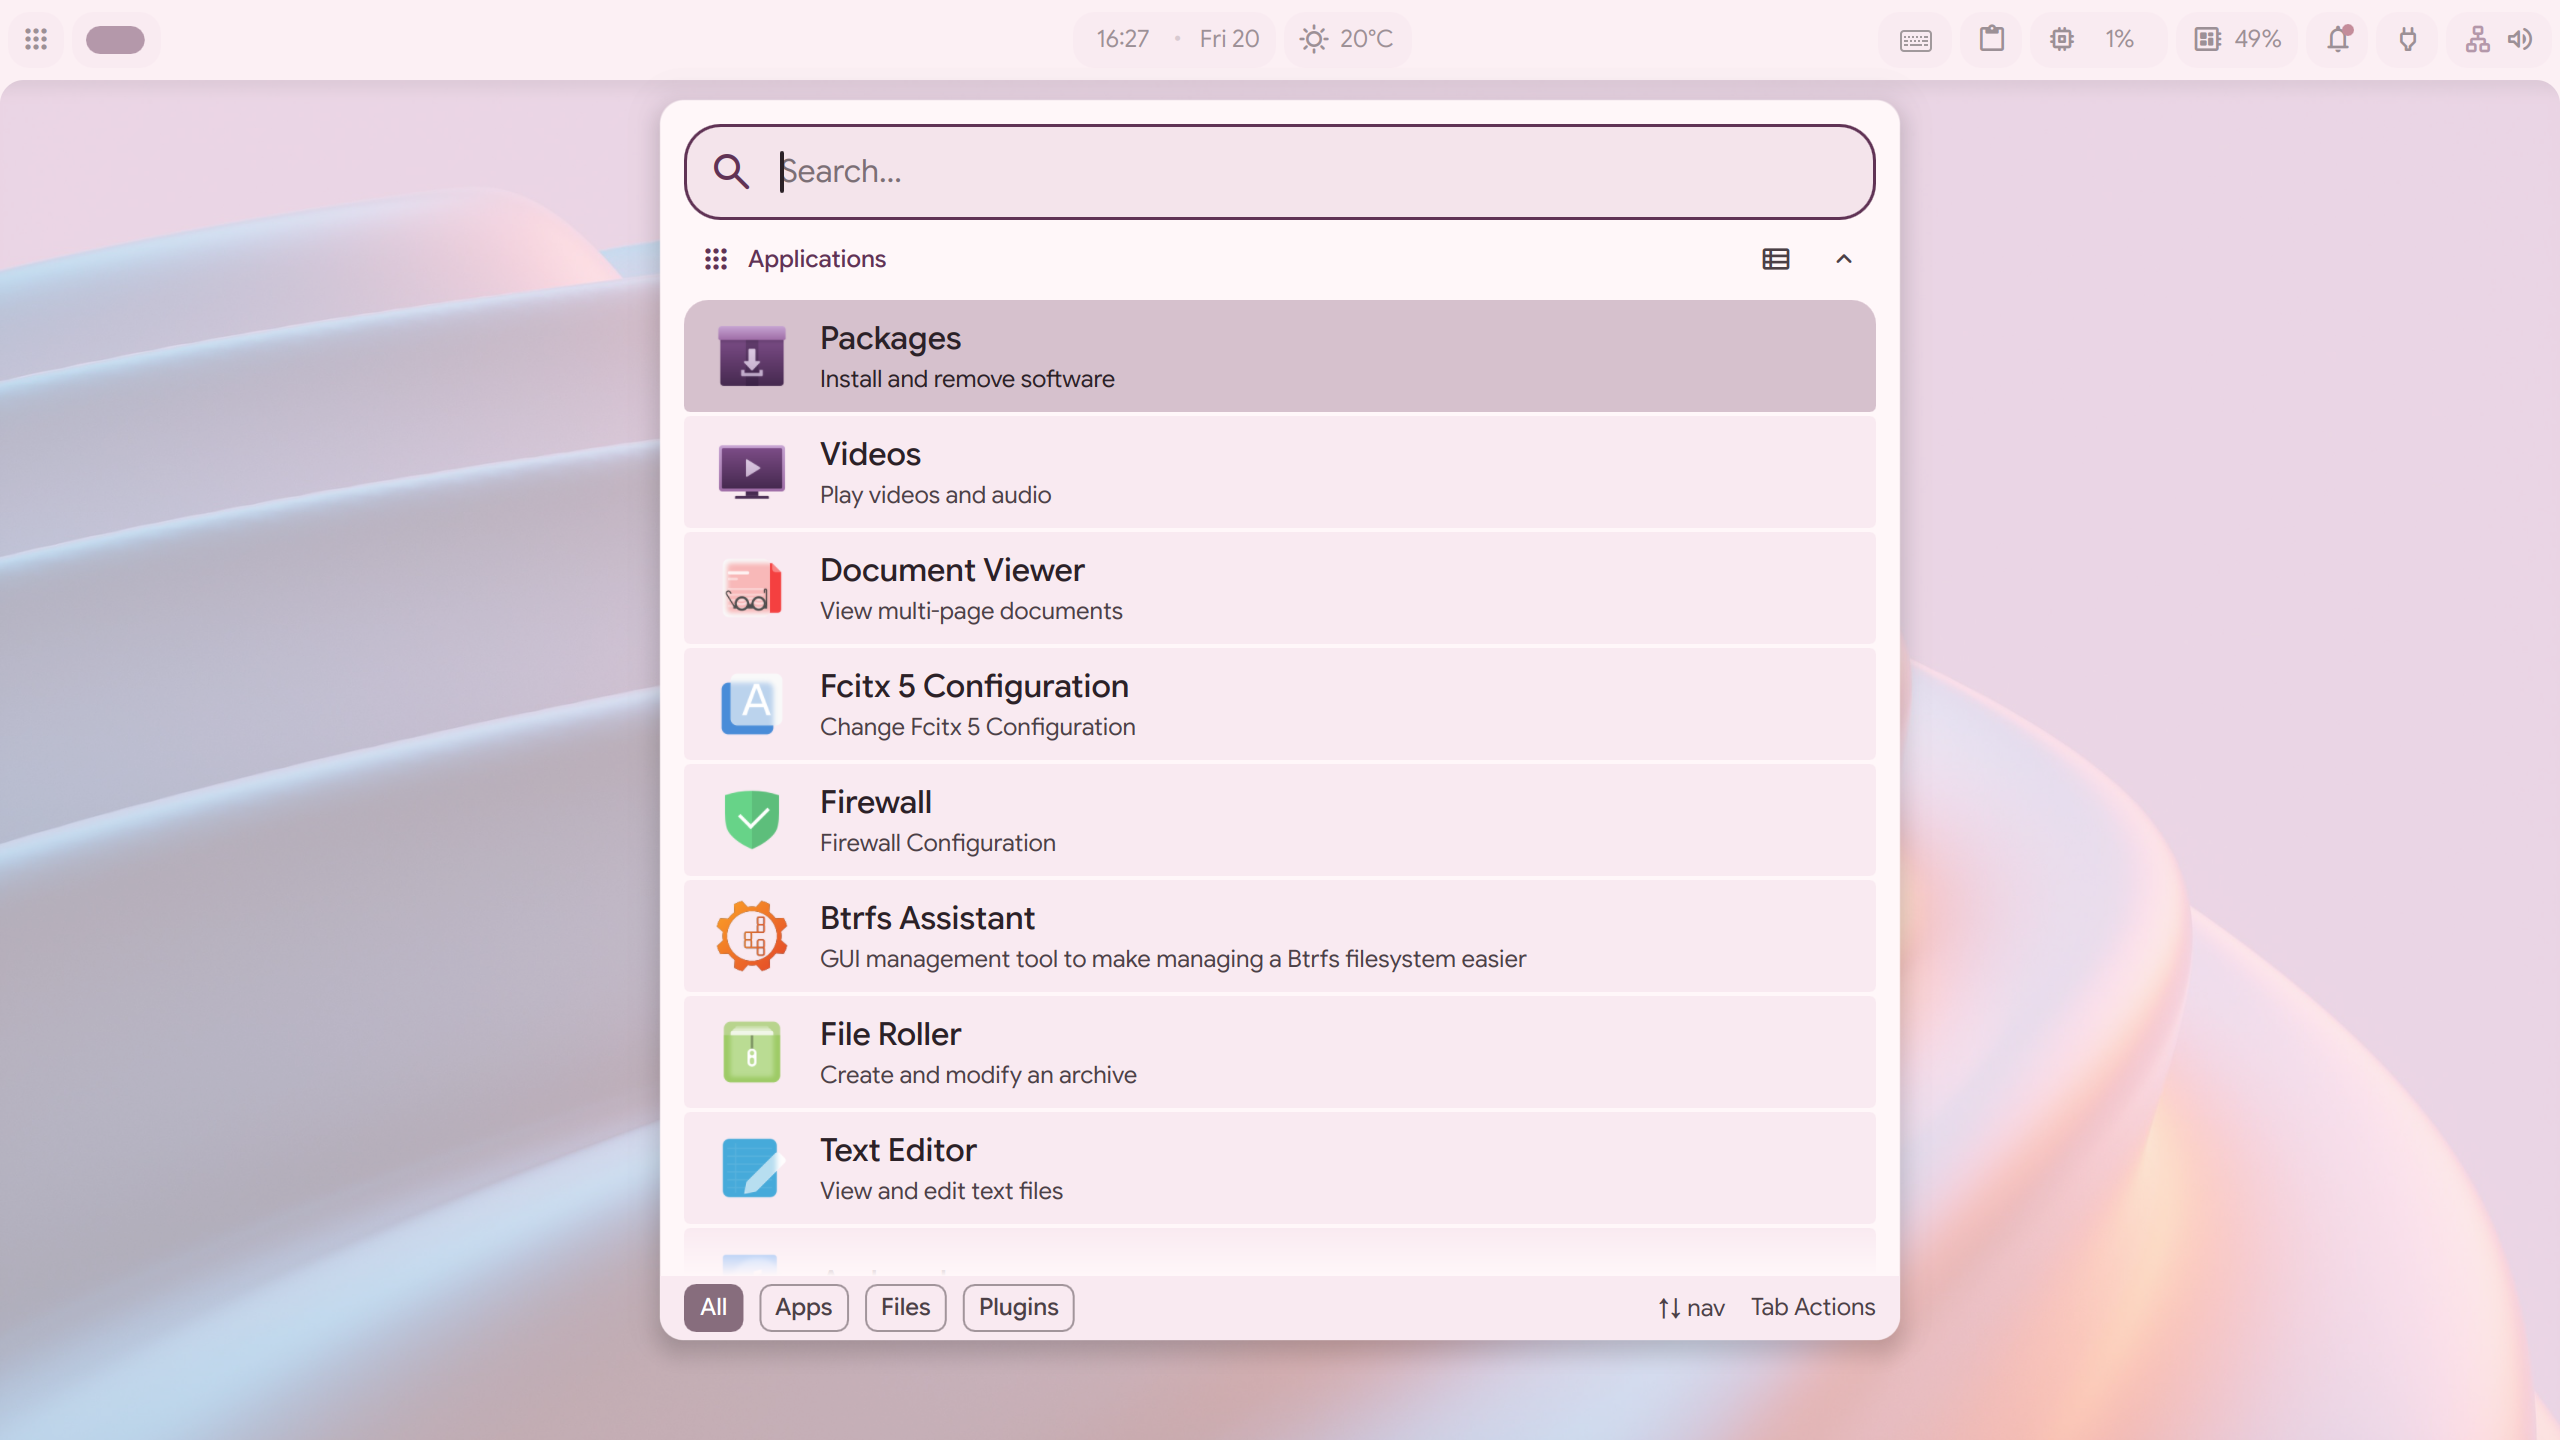 16:27 • Fri 20
20°C
1%
49%
Search...
Applications
Packages
Install and remove software
Videos
Play videos and audio
Document Viewer
View multi-page documents
A
Fcitx 5 Configuration
Change Fcitx 5 Configuration
Firewall
Firewall Configuration
Btrfs Assistant
GUI management tool to make managing a Btrfs filesystem easier
File Roller
Create and modify an archive
Text Editor
View and edit text files
All
Apps
Files
Plugins
↑↓ nav
Tab Actions